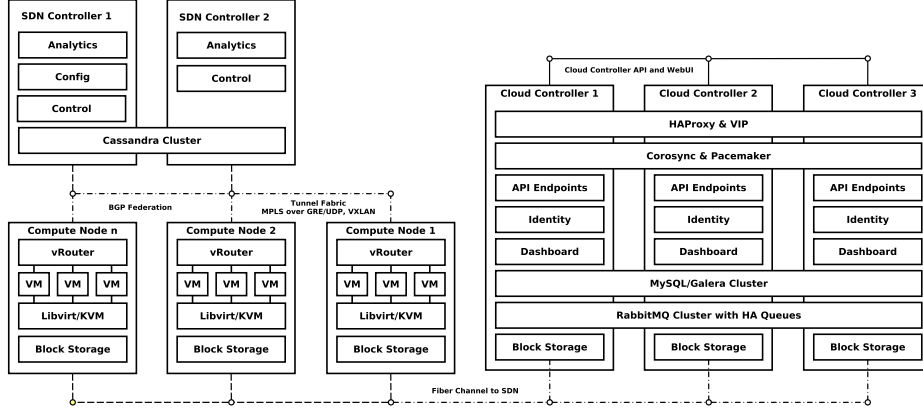 SDN Controller 1
Analytics
Config
Control
SDN Controller 2
Analytics
Control
Cassandra Cluster
BGP Federation
Tunnel Fabric
MPLS over GRE/UDP, VXLAN
Compute Node n
vRouter
VM VM VM
Libvirt/KVM
Block Storage
Compute Node 2
vRouter
VM VM VM
Libvirt/KVM
Block Storage
Compute Node 1
vRouter
VM VM VM
Libvirt/KVM
Block Storage
Cloud Controller API and WebUI
Cloud Controller 1 Cloud Controller 2 Cloud Controller 3
HAProxy & VIP
Corosync & Pacemaker
API Endpoints API Endpoints API Endpoints
Identity Identity Identity
Dashboard Dashboard Dashboard
MySQL/Galera Cluster
RabbitMQ Cluster with HA Queues
Block Storage Block Storage Block Storage
Fiber Channel to SDN